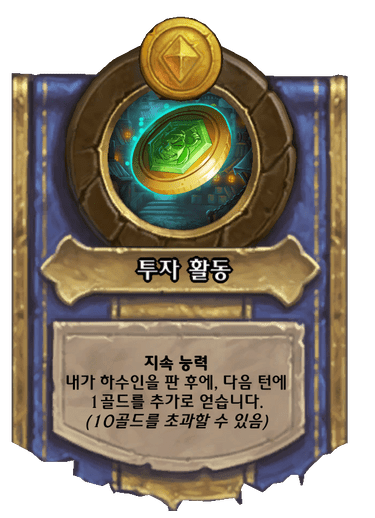 투자 활동
지속 능력
내가 하수인을 판 후에, 다음 턴에
1골드를 추가로 얻습니다.
(10골드를 초과할 수 있음)